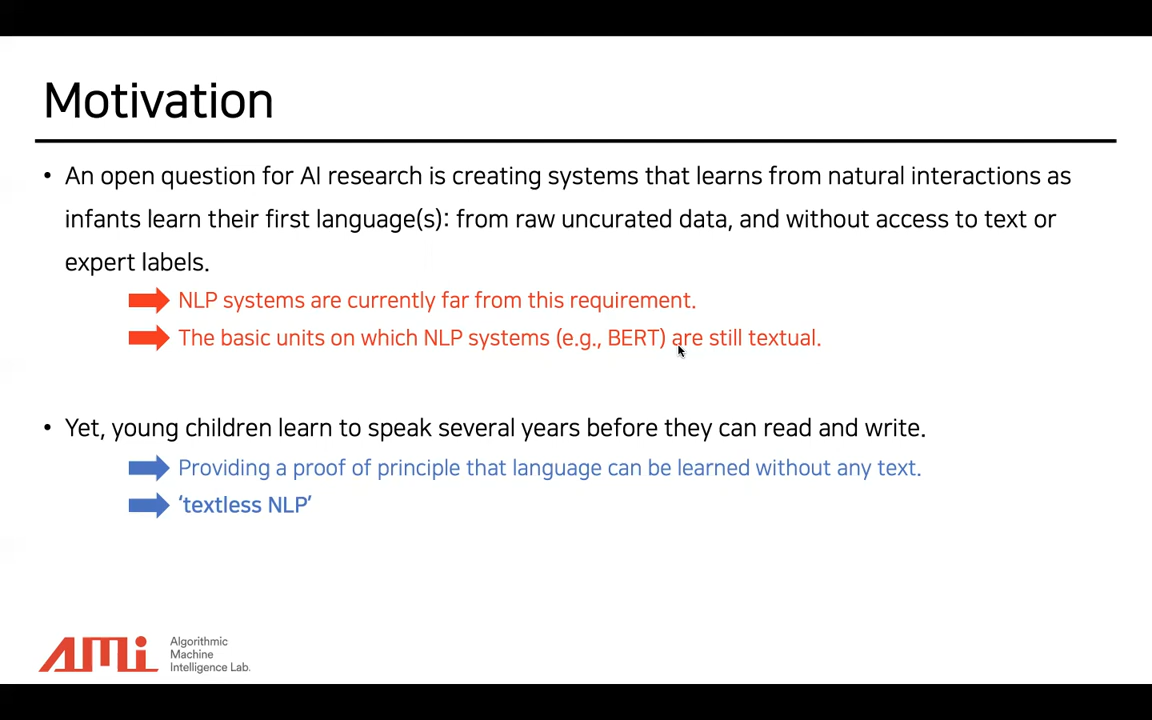 Motivation
• An open question for AI research is creating systems that learns from natural interactions as
infants learn their first language(s): from raw uncurated data, and without access to text or
expert labels.
NLP systems are currently far from this requirement.
The basic units on which NLP systems (e.g., BERT) are still textual.
• Yet, young children learn to speak several years before they can read and write.
Providing a proof of principle that language can be learned without any text.
‘textless NLP’
AMi
Algorithmic
Machine
Intelligence Lab.